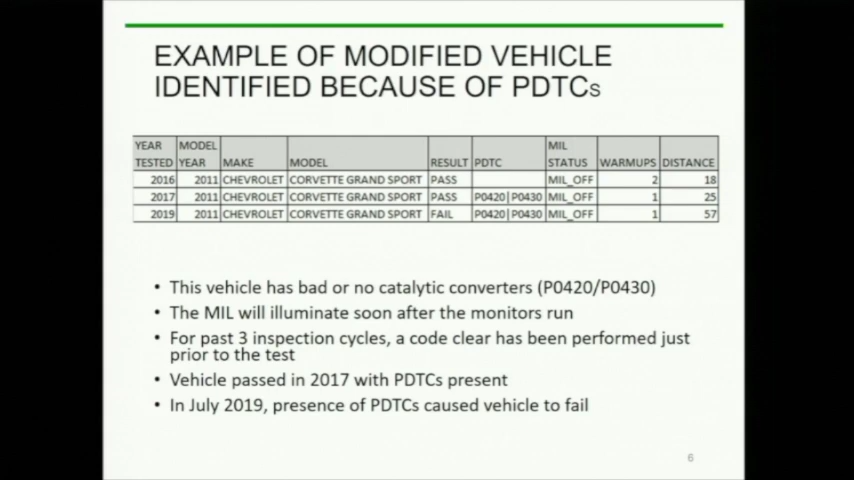 EXAMPLE OF MODIFIED VEHICLE
IDENTIFIED BECAUSE OF PDTCs
YEAR TESTED MODEL YEAR MAKE MODEL RESULT PDTC MIL STATUS WARMUPS DISTANCE
2016 2011 CHEVROLET CORVETTE GRAND SPORT PASS MIL_OFF 2 18
2017 2011 CHEVROLET CORVETTE GRAND SPORT PASS P0420|P0430 MIL_OFF 1 25
2019 2011 CHEVROLET CORVETTE GRAND SPORT FAIL P0420|P0430 MIL_OFF 1 57
• This vehicle has bad or no catalytic converters (P0420/P0430)
• The MIL will illuminate soon after the monitors run
• For past 3 inspection cycles, a code clear has been performed just
prior to the test
• Vehicle passed in 2017 with PDTCs present
• In July 2019, presence of PDTCs caused vehicle to fail
6